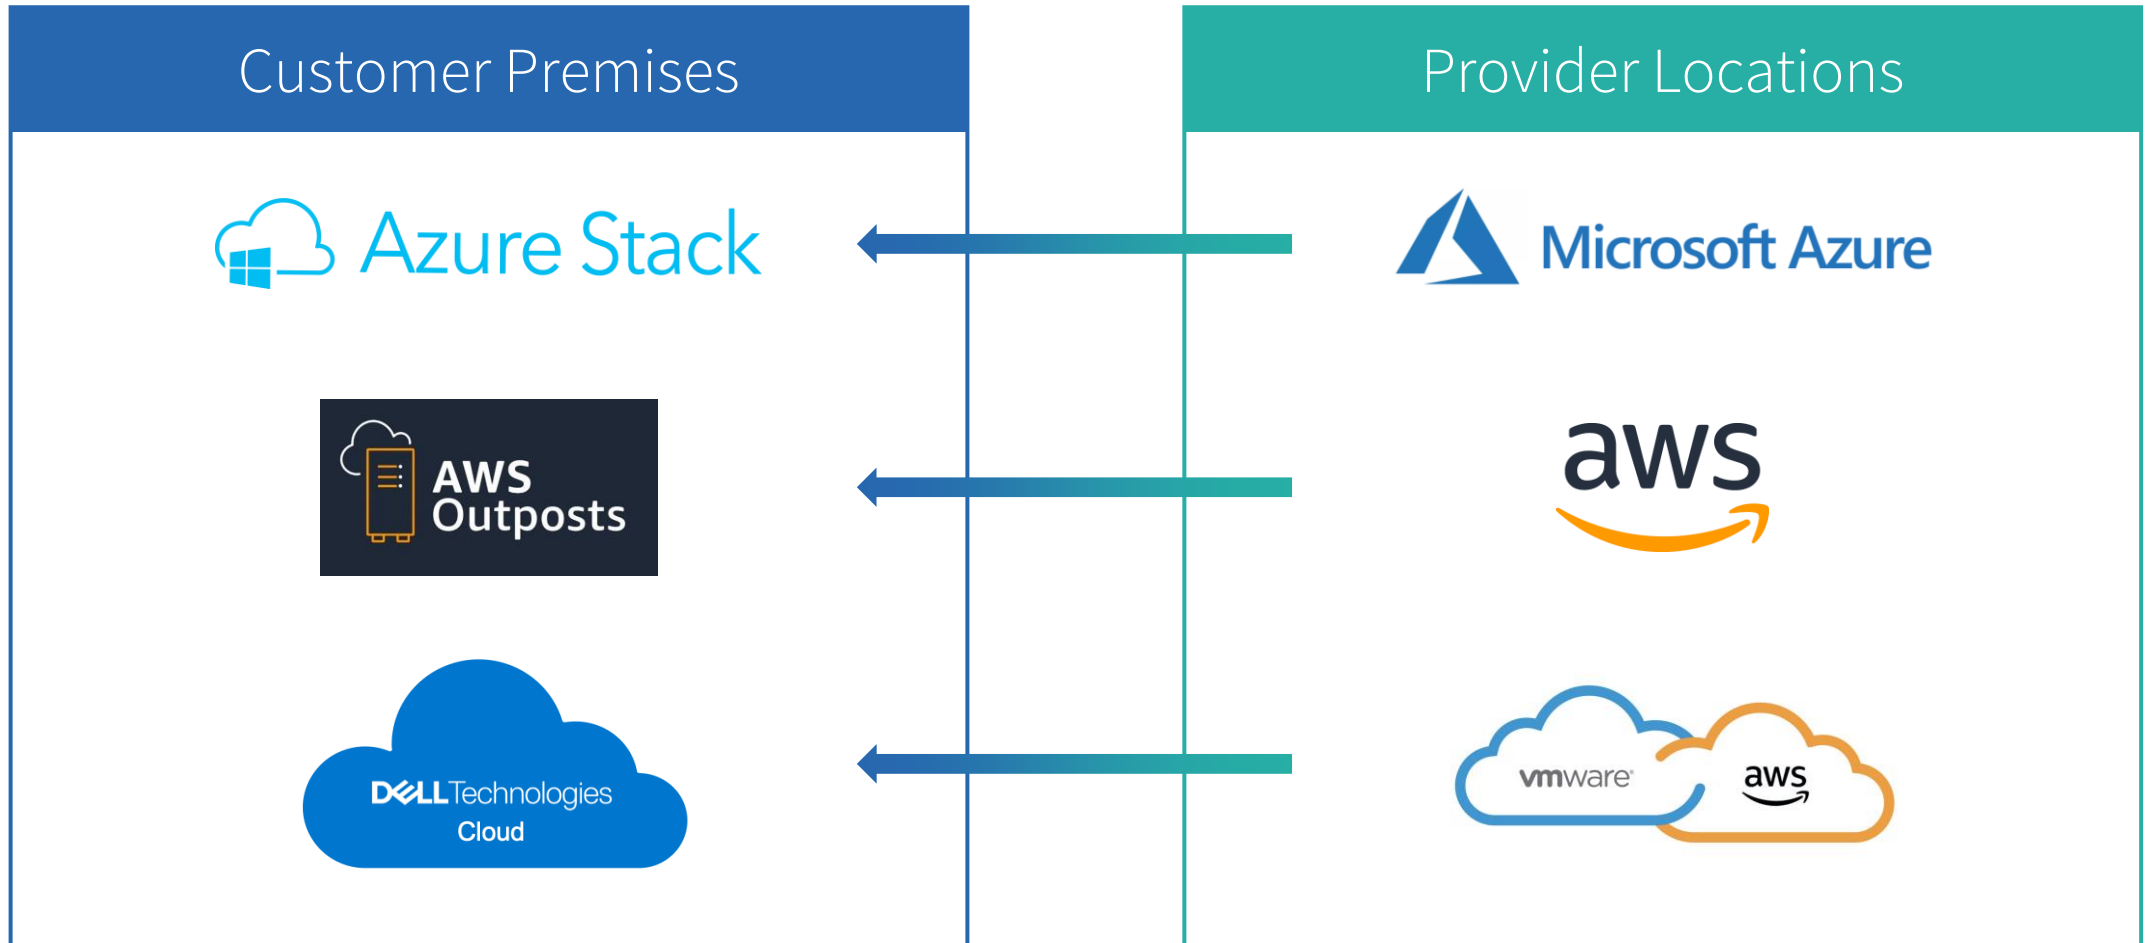 Customer Premises
Provider Locations
Azure Stack
Microsoft Azure
AWS
Outposts
aws
DELLTechnologies
Cloud
vmware®
aws